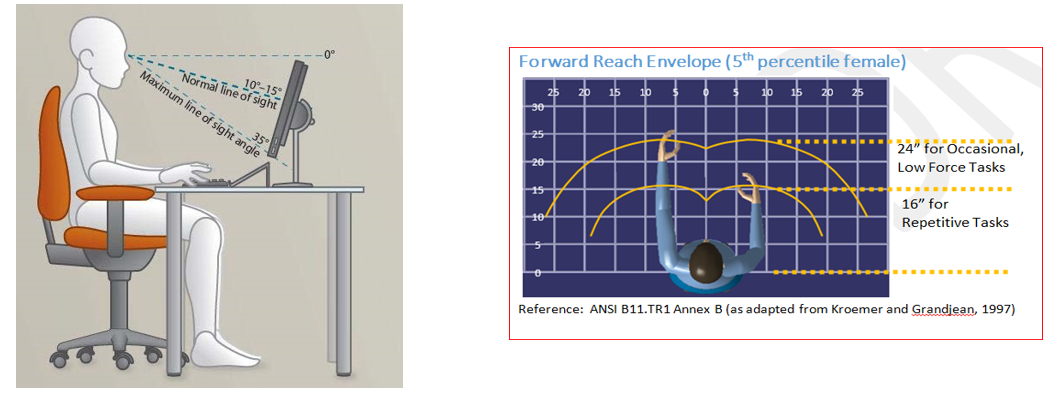 0°
10°–15°
Normal line of sight
Maximum line of sight angle
35°
Forward Reach Envelope (5th percentile female)
25 20 15 10 5 0 5 10 15 20 25
30
25
20
15
10
5
0
24” for Occasional,
Low Force Tasks
16” for
Repetitive Tasks
Reference: ANSI B11.TR1 Annex B (as adapted from Kroemer and Grandjean, 1997)